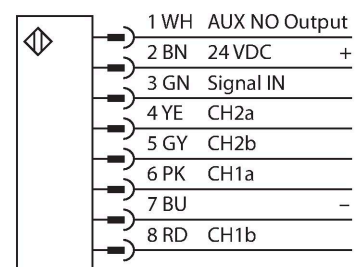 1 WH AUX NO Output
2 BN 24 VDC +
3 GN Signal IN
4 YE CH2a
5 GY CH2b
6 PK CH1a
7 BU –
8 RD CH1b